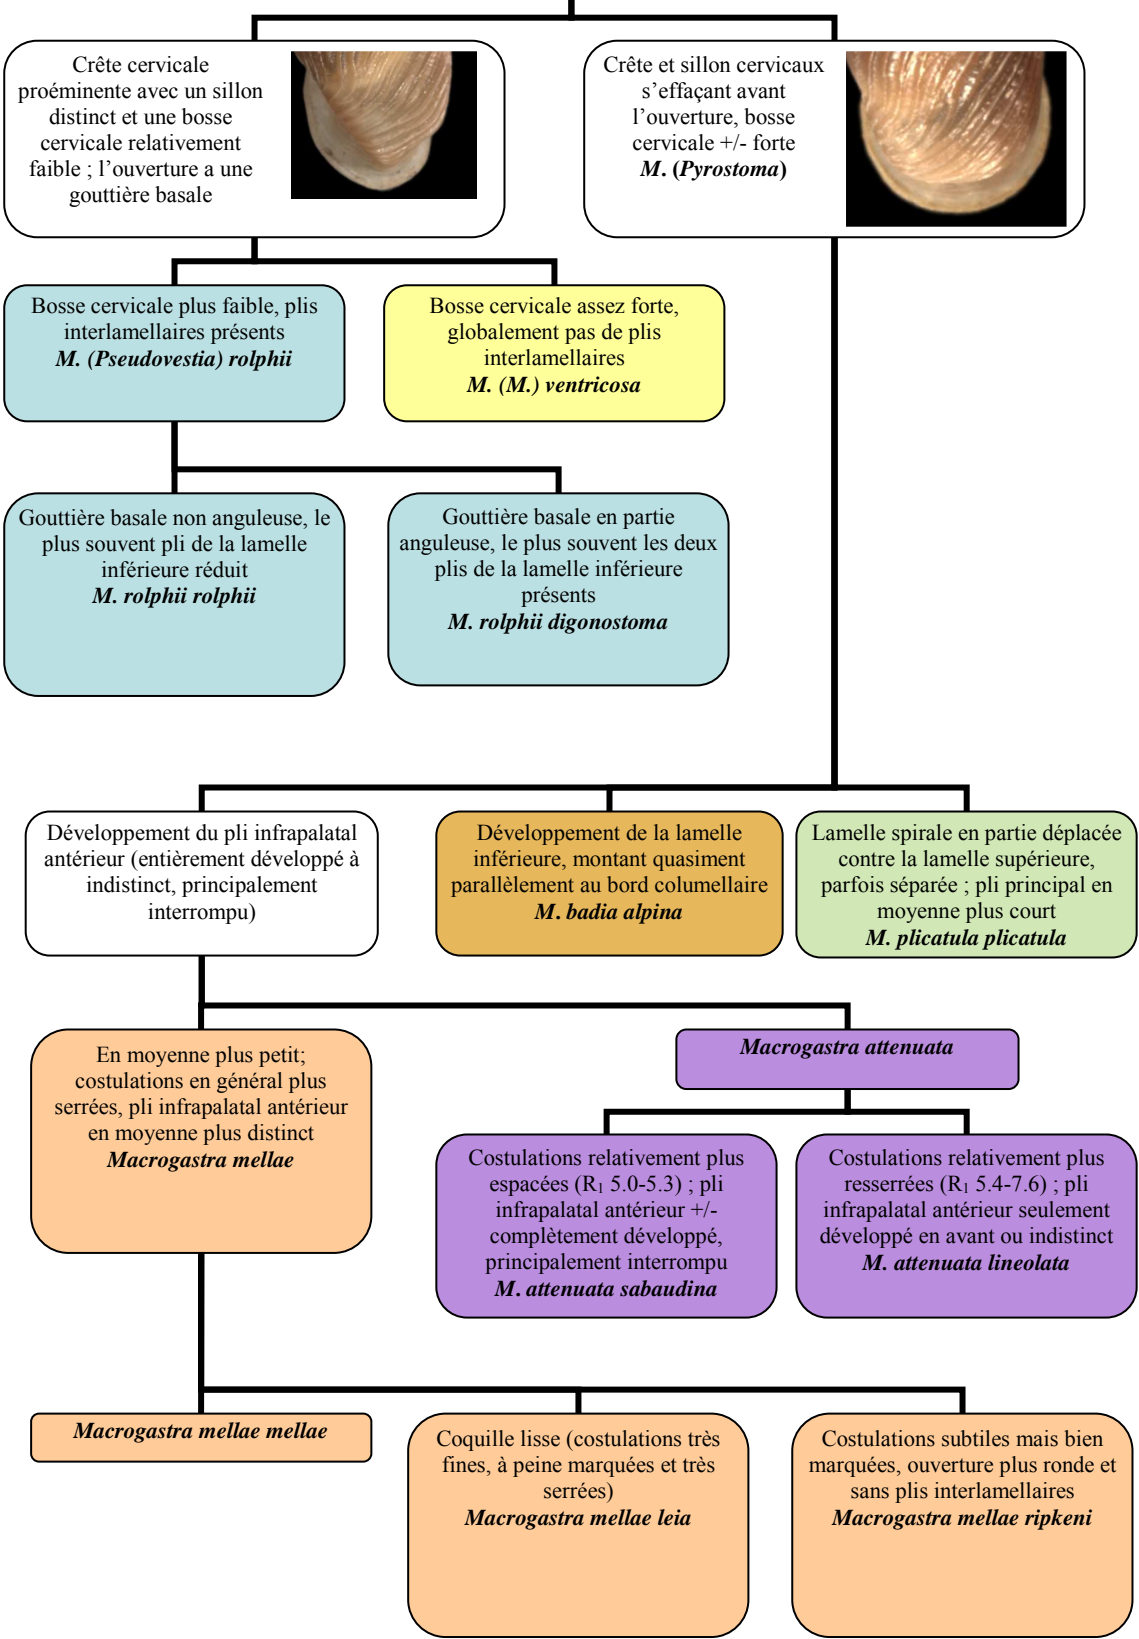 Crête cervicale
proéminente avec un sillon
distinct et une bosse
cervicale relativement
faible ; l'ouverture a une
gouttière basale
Crête et sillon cervicaux
s'effaçant avant
l'ouverture, bosse
cervicale +/- forte
M. (Pyrostoma)
Bosse cervicale plus faible, plis
interlamellaires présents
M. (Pseudovestia) rolphii
Bosse cervicale assez forte,
globalement pas de plis
interlamellaires
M. (M.) ventricosa
Gouttière basale non anguleuse, le
plus souvent pli de la lamelle
inférieure réduit
M. rolphii rolphii
Gouttière basale en partie
anguleuse, le plus souvent les deux
plis de la lamelle inférieure
présents
M. rolphii digonostoma
Développement du pli infrapalatal
antérieur (entièrement développé à
indistinct, principalement
interrompu)
Développement de la lamelle
inférieure, montant quasiment
parallèlement au bord columellaire
M. badia alpina
Lamelle spirale en partie déplacée
contre la lamelle supérieure,
parfois séparée ; pli principal en
moyenne plus court
M. plicatula plicatula
En moyenne plus petit;
costulations en général plus
serrées, pli infrapalatal antérieur
en moyenne plus distinct
Macrogastra mellae
Macrogastra attenuata
Costulations relativement plus
espacées (R₁ 5.0-5.3) ; pli
infrapalatal antérieur +/-
complètement développé,
principalement interrompu
M. attenuata sabaudina
Costulations relativement plus
resserrées (R₁ 5.4-7.6) ; pli
infrapalatal antérieur seulement
développé en avant ou indistinct
M. attenuata lineolata
Macrogastra mellae mellae
Coquille lisse (costulations très
fines, à peine marquées et très
serrées)
Macrogastra mellae leia
Costulations subtiles mais bien
marquées, ouverture plus ronde et
sans plis interlamellaires
Macrogastra mellae ripkeni